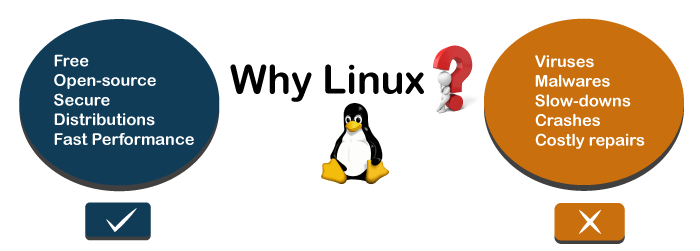 Free
Open-source
Secure
Distributions
Fast Performance
Why Linux ?
Viruses
Malwares
Slow-downs
Crashes
Costly repairs